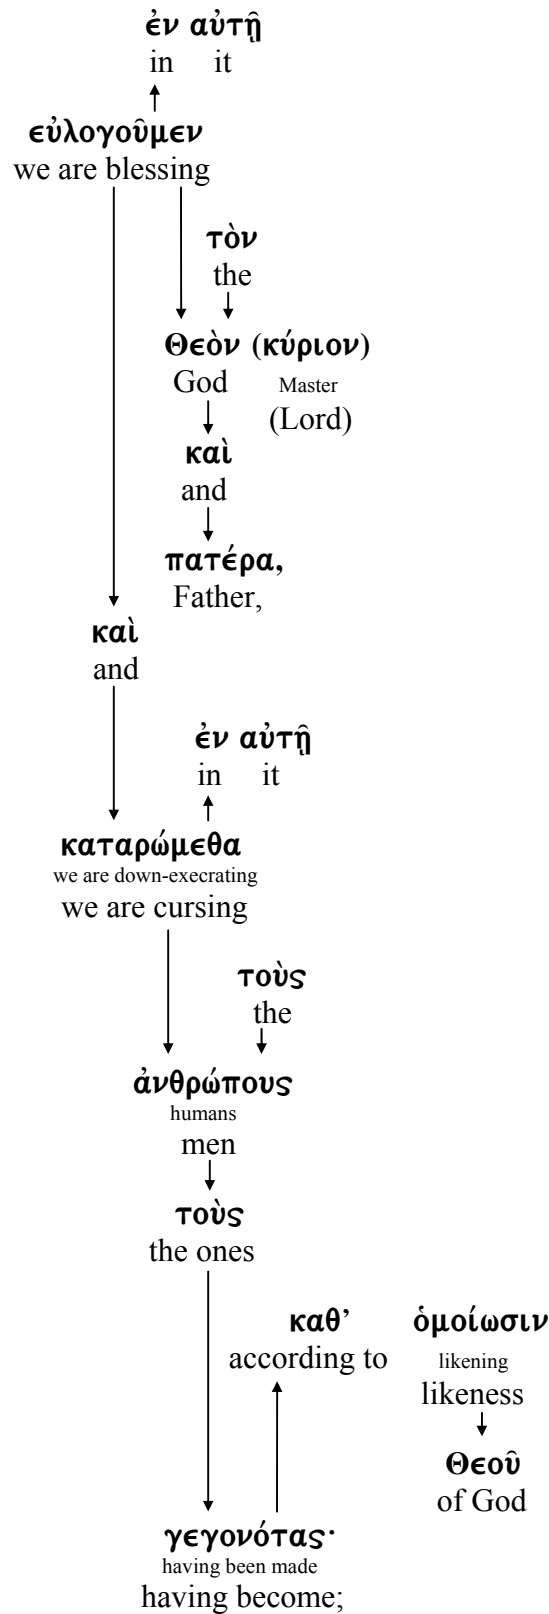 ἐν αὐτῇ
in it
εὐλογοῦμεν
we are blessing
τὸν
the
Θεὸν (κύριον)
God Master
(Lord)
καὶ
and
πατέρα,
Father,
καὶ
and
ἐν αὐτῇ
in it
καταρώμεθα
we are down-execrating
we are cursing
τοὺς
the
ἀνθρώπους
humans
men
τοὺς
the ones
καθ’ ὁμοίωσιν
according to likening
likeness
Θεοῦ
of God
γεγονότας·
having been made
having become;